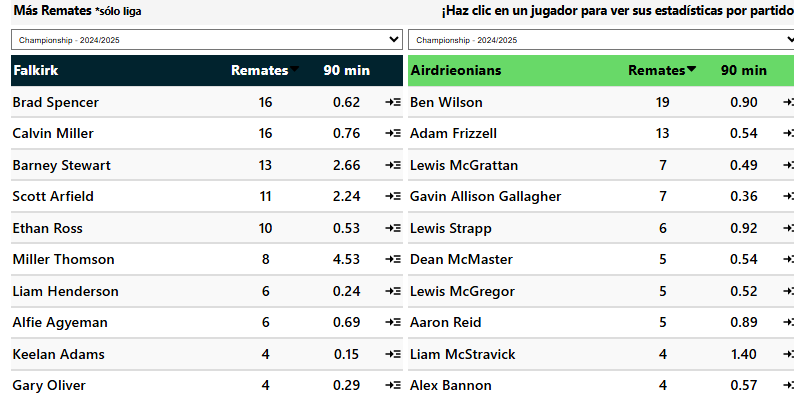 Más Remates *sólo liga ¡Haz clic en un jugador para ver sus estadísticas por partido
Championship - 2024/2025 Championship - 2024/2025
Falkirk Remates 90 min Airdrieonians Remates 90 min
Brad Spencer 16 0.62 Ben Wilson 19 0.90
Calvin Miller 16 0.76 Adam Frizzell 13 0.54
Barney Stewart 13 2.66 Lewis McGrattan 7 0.49
Scott Arfield 11 2.24 Gavin Allison Gallagher 7 0.36
Ethan Ross 10 0.53 Lewis Strapp 6 0.92
Miller Thomson 8 4.53 Dean McMaster 5 0.54
Liam Henderson 6 0.24 Lewis McGregor 5 0.52
Alfie Agyeman 6 0.69 Aaron Reid 5 0.89
Keelan Adams 4 0.15 Liam McStravick 4 1.40
Gary Oliver 4 0.29 Alex Bannon 4 0.57